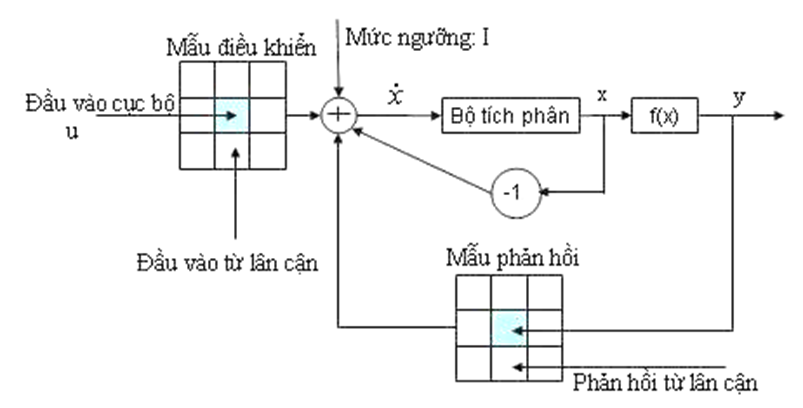 Mẫu điều khiển
Mức ngưỡng: I
Đầu vào cục bộ
u
+
ẋ
Bộ tích phân
x
f(x)
y
-1
Đầu vào từ lân cận
Mẫu phản hồi
Phản hồi từ lân cận